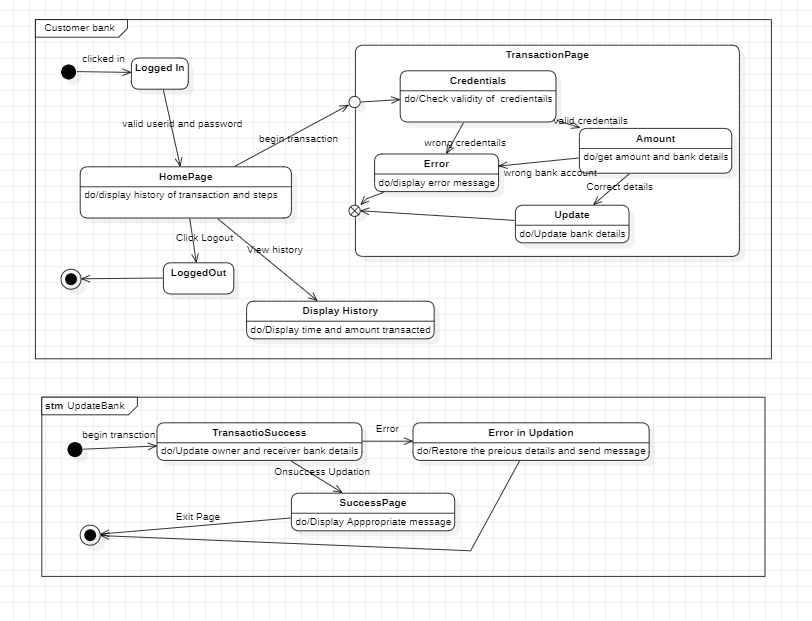 Customer bank
clicked in
Logged In
valid userid and password
begin transaction
TransactionPage
Credentials
do/Check validity of credientails
valid credentails
wrong credentails
Amount
do/get amount and bank details
Error
do/display error message
wrong bank account
Correct details
Update
do/Update bank details
HomePage
do/display history of transaction and steps
Click Logout
View history
LoggedOut
Display History
do/Display time and amount transacted
stm UpdateBank
begin transction
TransactioSuccess
do/Update owner and receiver bank details
Error
Error in Updation
do/Restore the preious details and send message
Onsuccess Updation
SuccessPage
do/Display Apppropriate message
Exit Page